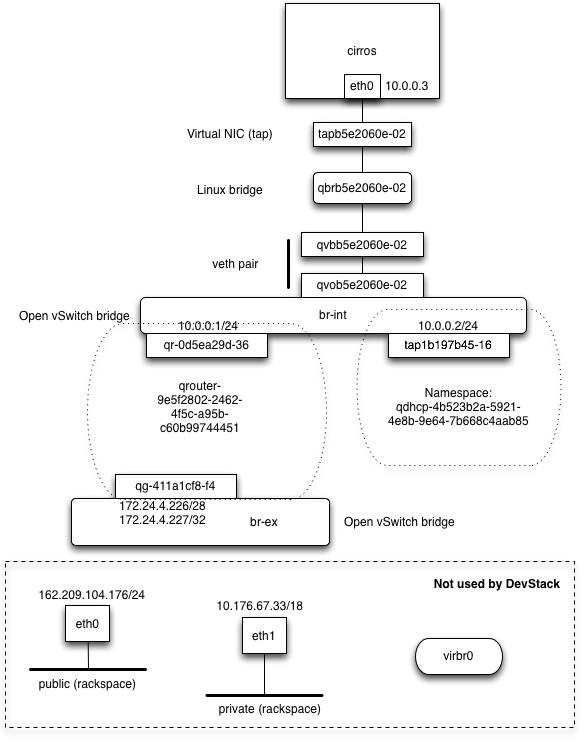 cirros
eth0 10.0.0.3
Virtual NIC (tap)
tapb5e2060e-02
Linux bridge
qbrb5e2060e-02
qvbb5e2060e-02
veth pair
qvob5e2060e-02
Open vSwitch bridge
br-int
10.0.0.1/24
10.0.0.2/24
qr-0d5ea29d-36
tap1b197b45-16
qrouter-
9e5f2802-2462-
4f5c-a95b-
c60b99744451
Namespace:
qdhcp-4b523b2a-5921-
4e8b-9e64-7b668c4aab85
qg-411a1cf8-f4
172.24.4.226/28
172.24.4.227/32
br-ex
Open vSwitch bridge
Not used by DevStack
162.209.104.176/24
eth0
public (rackspace)
10.176.67.33/18
eth1
private (rackspace)
virbr0